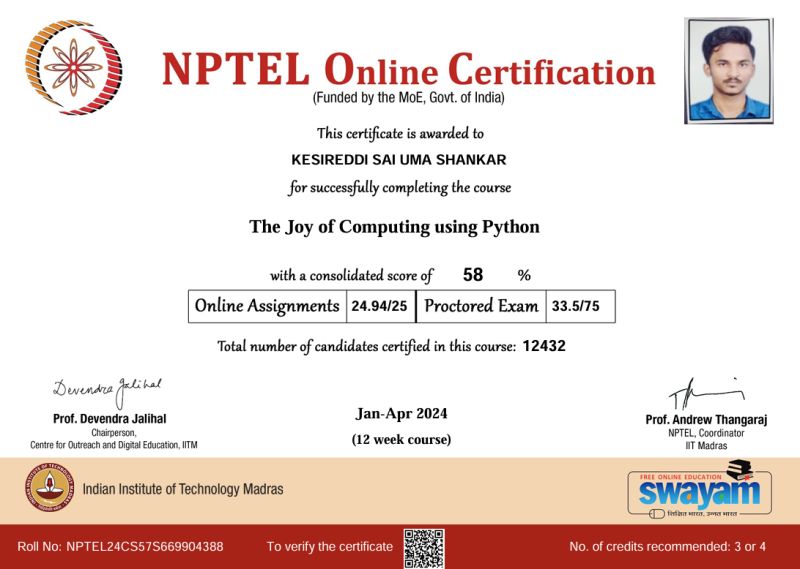 NPTEL Online Certification
(Funded by the MoE, Govt. of India)
This certificate is awarded to
KESIREDDI SAI UMA SHANKAR
for successfully completing the course
The Joy of Computing using Python
with a consolidated score of 58 %
Online Assignments 24.94/25 Proctored Exam 33.5/75
Total number of candidates certified in this course: 12432
Devendra Jalihal
Prof. Devendra Jalihal
Chairperson,
Centre for Outreach and Digital Education, IITM
Jan-Apr 2024
(12 week course)
Prof. Andrew Thangaraj
NPTEL, Coordinator
IIT Madras
Indian Institute of Technology Madras
FREE ONLINE EDUCATION
swayam
शिक्षित भारत, उन्नत भारत
Roll No: NPTEL24CS57S669904388
To verify the certificate
No. of credits recommended: 3 or 4